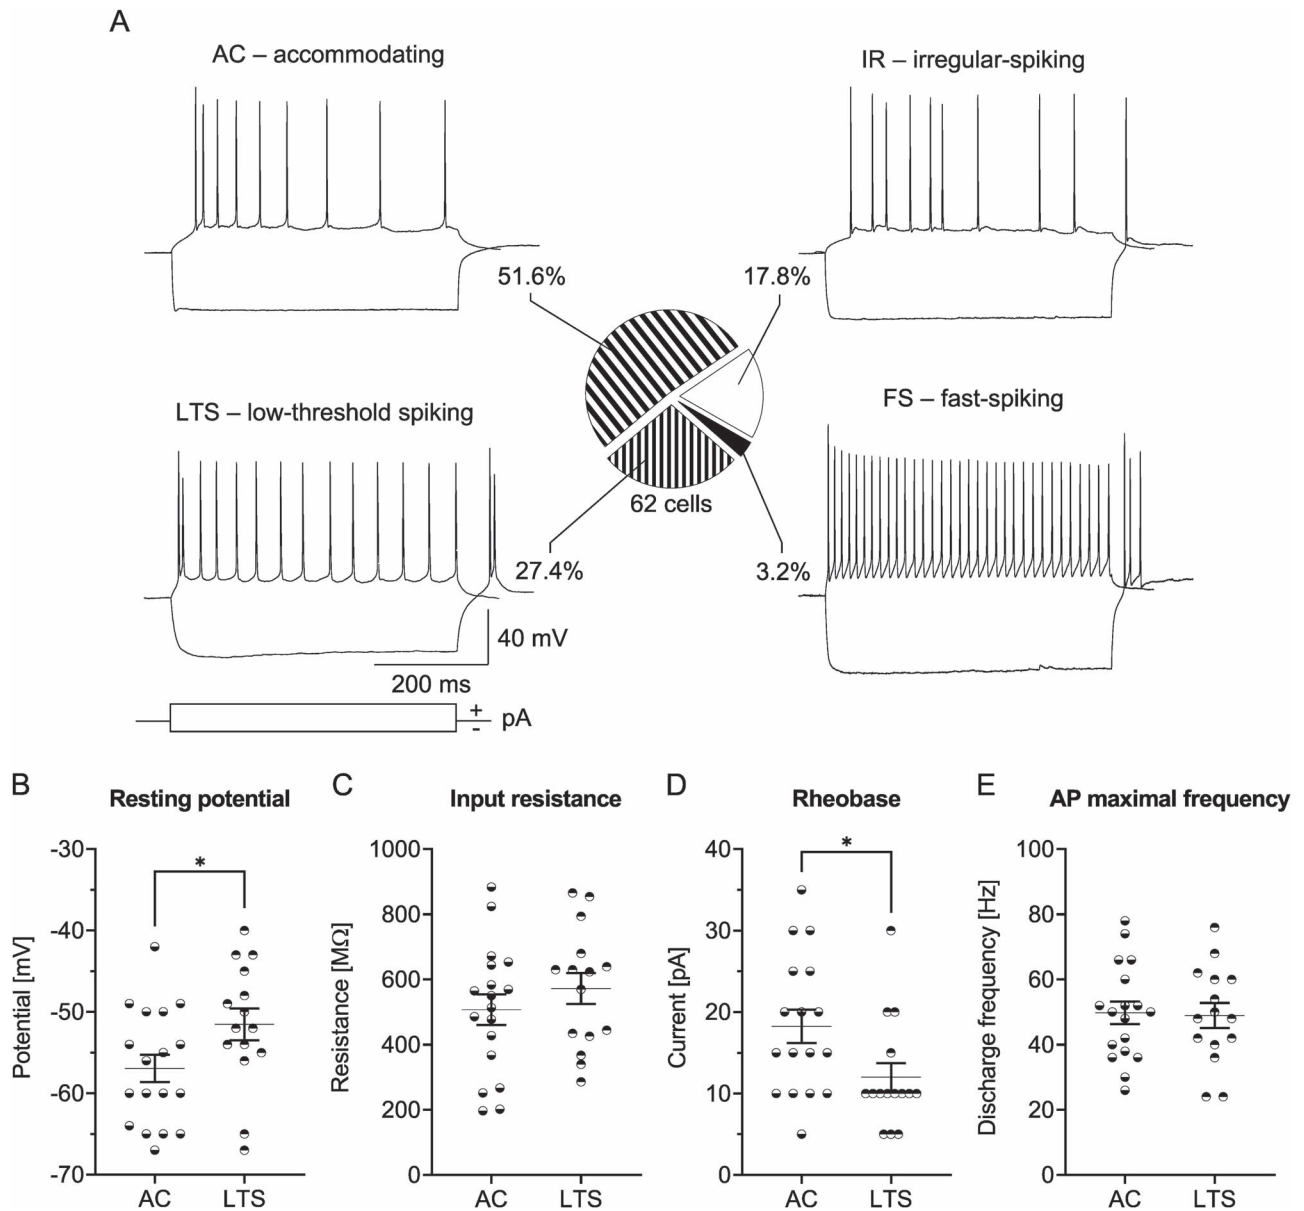 A
AC – accommodating
IR – irregular-spiking
51.6%
17.8%
LTS – low-threshold spiking
FS – fast-spiking
62 cells
27.4%
3.2%
40 mV
200 ms
+
-
pA
B
Resting potential
*
-30
-40
-50
-60
-70
Potential [mV]
AC
LTS
C
Input resistance
1000
800
600
400
200
0
Resistance [MΩ]
AC
LTS
D
Rheobase
*
40
30
20
10
0
Current [pA]
AC
LTS
E
AP maximal frequency
100
80
60
40
20
0
Discharge frequency [Hz]
AC
LTS